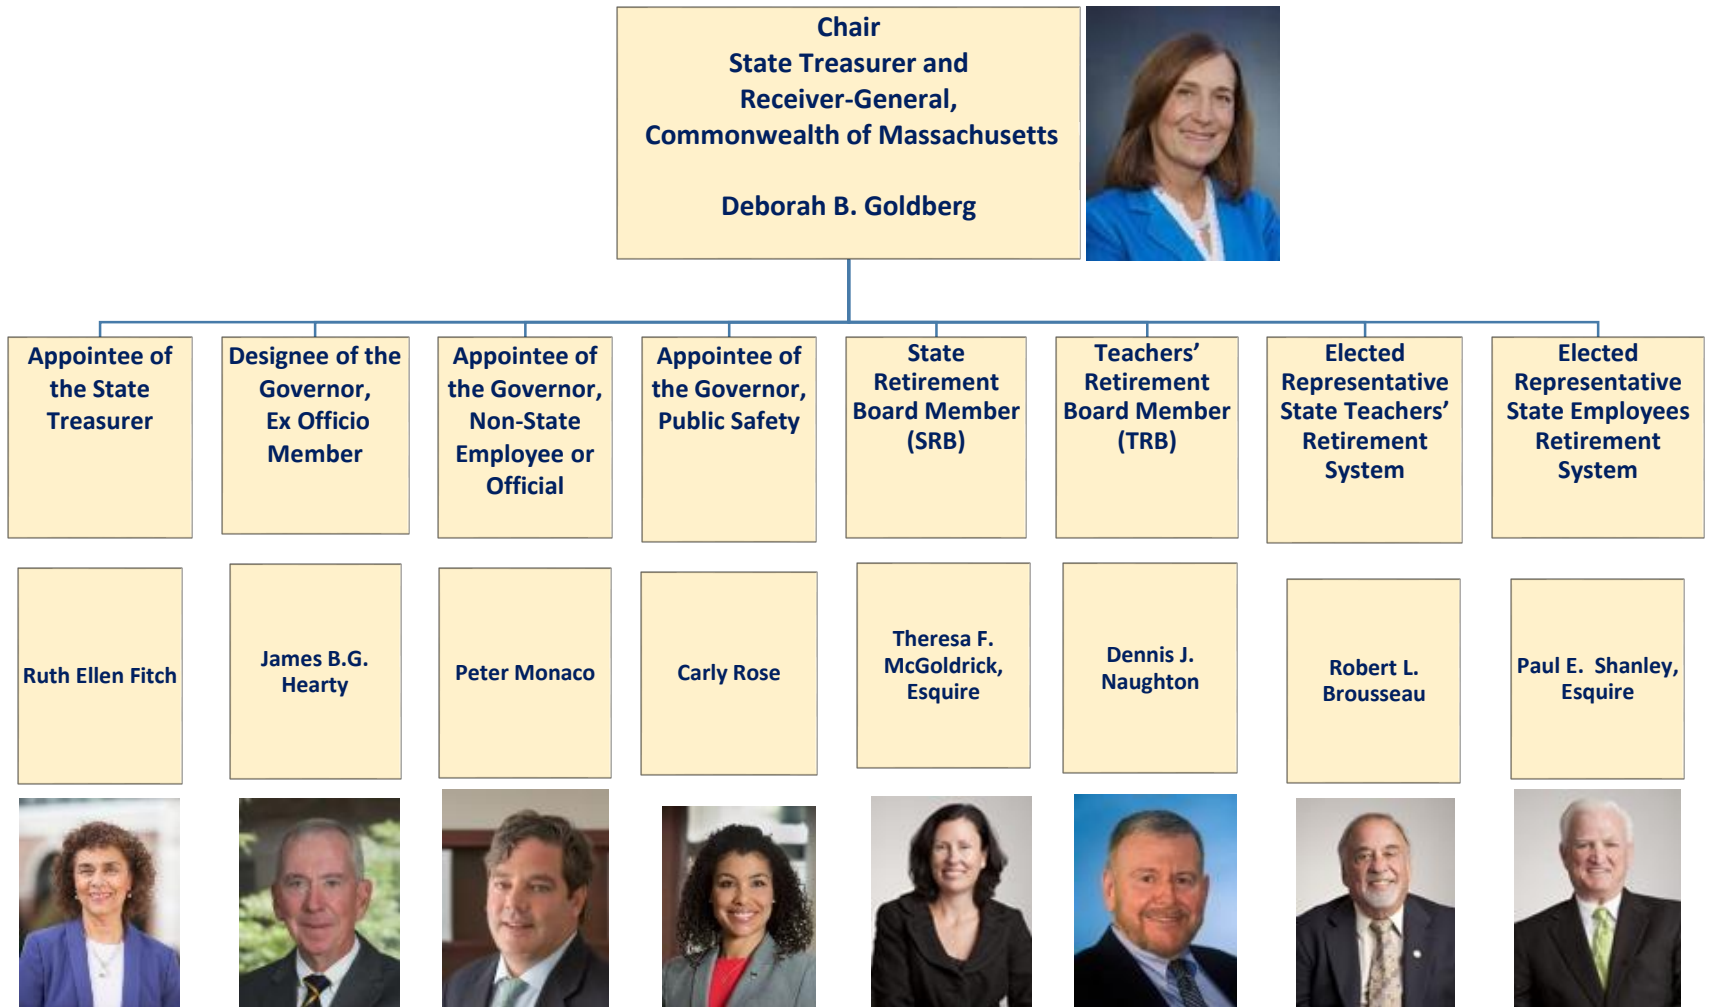 Chair
State Treasurer and
Receiver-General,
Commonwealth of Massachusetts
Deborah B. Goldberg
Appointee of
the State
Treasurer
Designee of the
Governor,
Ex Officio
Member
Appointee of
the Governor,
Non-State
Employee or
Official
Appointee of
the Governor,
Public Safety
State
Retirement
Board Member
(SRB)
Teachers’
Retirement
Board Member
(TRB)
Elected
Representative
State Teachers’
Retirement
System
Elected
Representative
State Employees
Retirement
System
Ruth Ellen Fitch
James B.G.
Hearty
Peter Monaco
Carly Rose
Theresa F.
McGoldrick,
Esquire
Dennis J.
Naughton
Robert L.
Brousseau
Paul E. Shanley,
Esquire